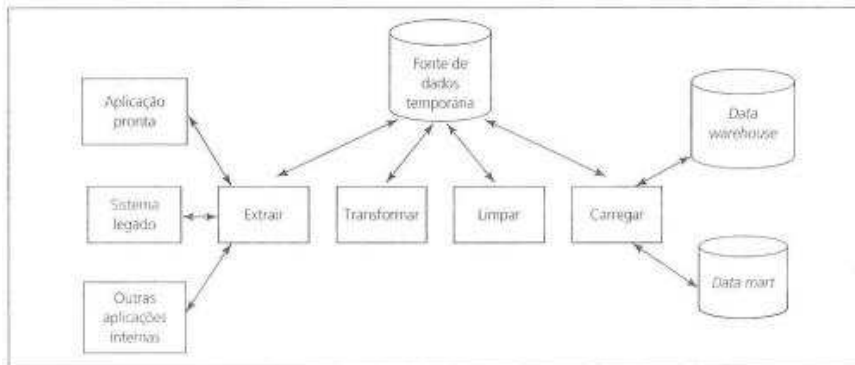 Fonte de
dados
temporária
Aplicação
pronta
Data
warehouse
Sistema
legado
Extrair
Transformar
Limpar
Carregar
Data mart
Outras
aplicações
internas